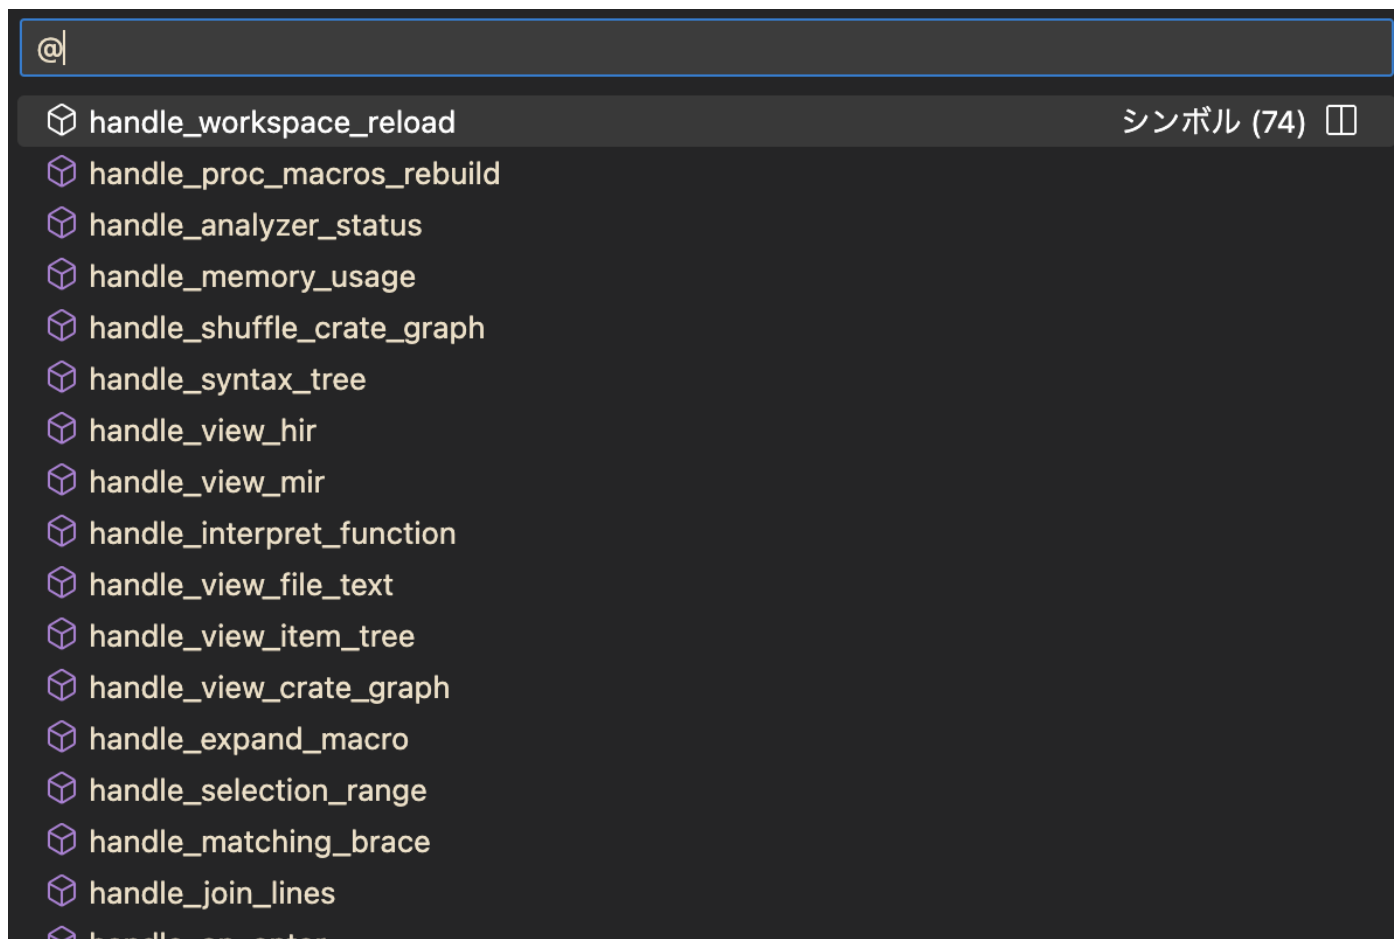 @
handle_workspace_reload シンボル (74)
handle_proc_macros_rebuild
handle_analyzer_status
handle_memory_usage
handle_shuffle_crate_graph
handle_syntax_tree
handle_view_hir
handle_view_mir
handle_interpret_function
handle_view_file_text
handle_view_item_tree
handle_view_crate_graph
handle_expand_macro
handle_selection_range
handle_matching_brace
handle_join_lines